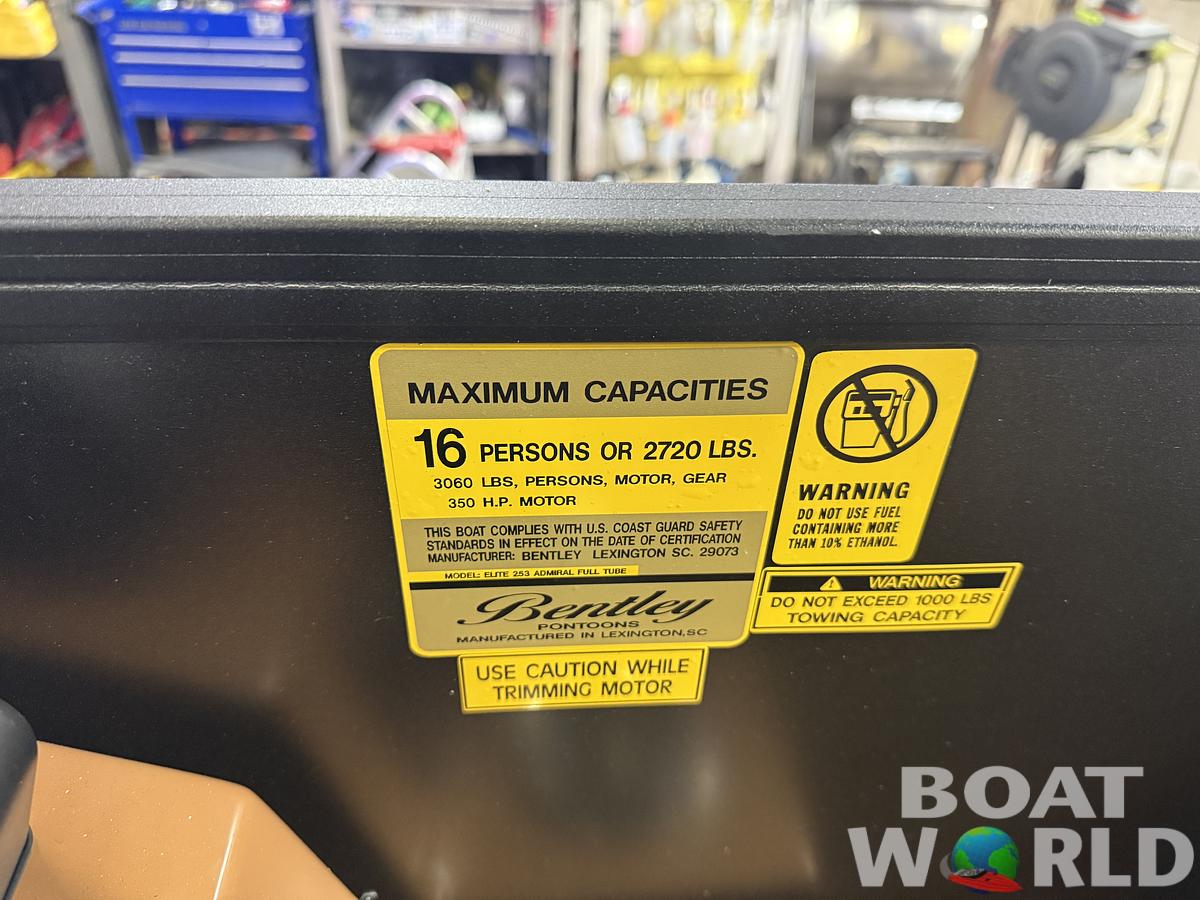 MAXIMUM CAPACITIES
16 PERSONS OR 2720 LBS.
3060 LBS, PERSONS, MOTOR, GEAR
350 H.P. MOTOR
THIS BOAT COMPLIES WITH U.S. COAST GUARD SAFETY
STANDARDS IN EFFECT ON THE DATE OF CERTIFICATION
MANUFACTURER: BENTLEY LEXINGTON SC. 29073
MODEL: ELITE 253 ADMIRAL FULL TUBE
Bentley
PONTOONS
MANUFACTURED IN LEXINGTON,SC
USE CAUTION WHILE
TRIMMING MOTOR
WARNING
DO NOT USE FUEL
CONTAINING MORE
THAN 10% ETHANOL.
WARNING
DO NOT EXCEED 1000 LBS
TOWING CAPACITY
BOAT
WORLD